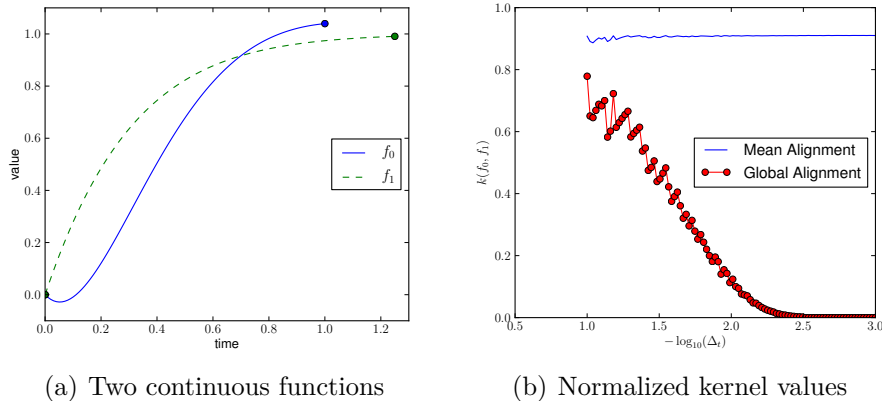 1.0
0.8
0.6
0.4
0.2
0.0
value
0.0 0.2 0.4 0.6 0.8 1.0 1.2
time
f₀
f₁
(a) Two continuous functions
1.0
0.8
0.6
0.4
0.2
0.0
k(f₀, f₁)
0.5 1.0 1.5 2.0 2.5 3.0
− log₁₀(Δₜ)
Mean Alignment
Global Alignment
(b) Normalized kernel values